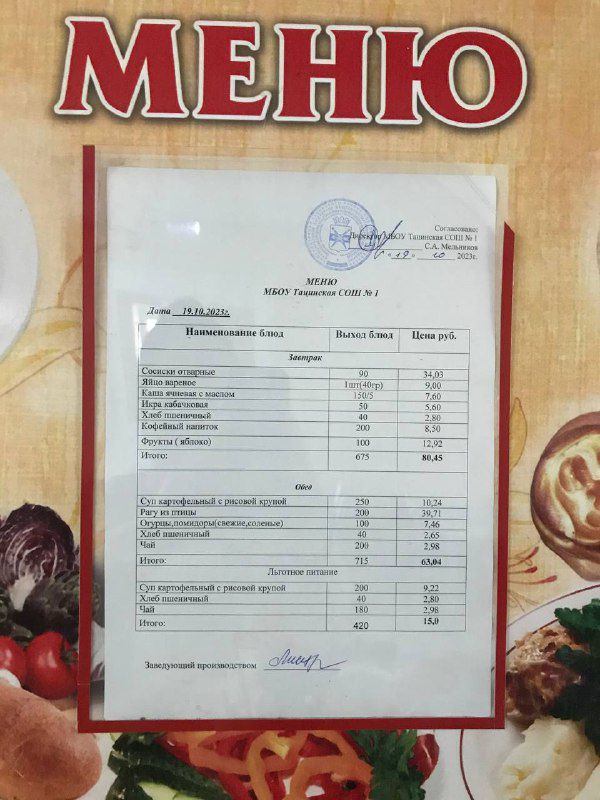 МЕНЮ
Согласовано:
Директор МБОУ Тацинская СОШ № 1
С.А. Мельников
« 19 » 10 2023г.
МЕНЮ
МБОУ Тацинская СОШ № 1
Дата 19.10.2023г.
Наименование блюд Выход блюд Цена руб.
Завтрак
Сосиски отварные 90 34,03
Яйцо вареное 1шт(40гр) 9,00
Каша ячневая с маслом 150/5 7,60
Икра кабачковая 50 5,60
Хлеб пшеничный 40 2,80
Кофейный напиток 200 8,50
Фрукты ( яблоко) 100 12,92
Итого: 675 80,45
Обед
Суп картофельный с рисовой крупой 250 10,24
Рагу из птицы 200 39,71
Огурцы,помидоры(свежие,соленые) 100 7,46
Хлеб пшеничный 40 2,65
Чай 200 2,98
Итого: 715 63,04
Льготное питание
Суп картофельный с рисовой крупой 200 9,22
Хлеб пшеничный 40 2,80
Чай 180 2,98
Итого: 420 15,0
Заведующий производством